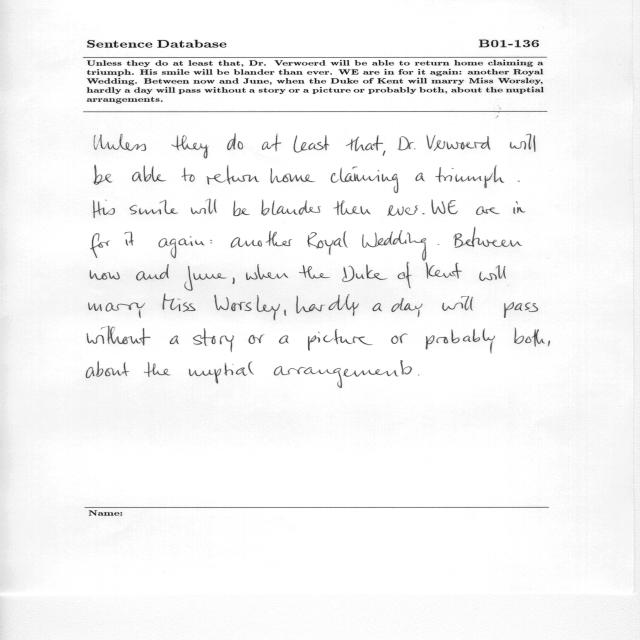 Sentence Database B01-136
Unless they do at least that, Dr. Verwoerd will be able to return home claiming a
triumph. His smile will be blander than ever. WE are in for it again: another Royal
Wedding. Between now and June, when the Duke of Kent will marry Miss Worsley,
hardly a day will pass without a story or a picture or probably both, about the nuptial
arrangements.
Unless they do at least that, Dr. Verwoerd will
be able to return home claiming a triumph.
His smile will be blander then ever. WE are in
for it again: another Royal Wedding. Between
now and June, when the Duke of Kent will
marry Miss Worsley, hardly a day will pass
without a story or a picture or probably both,
about the nuptial arrangements.
Name: